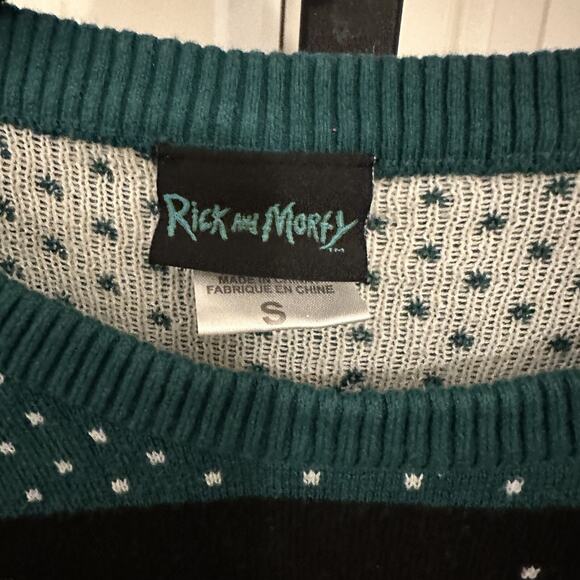 RICK AND MORTY
TM
MADE IN CHINA
FABRIQUE EN CHINE
S